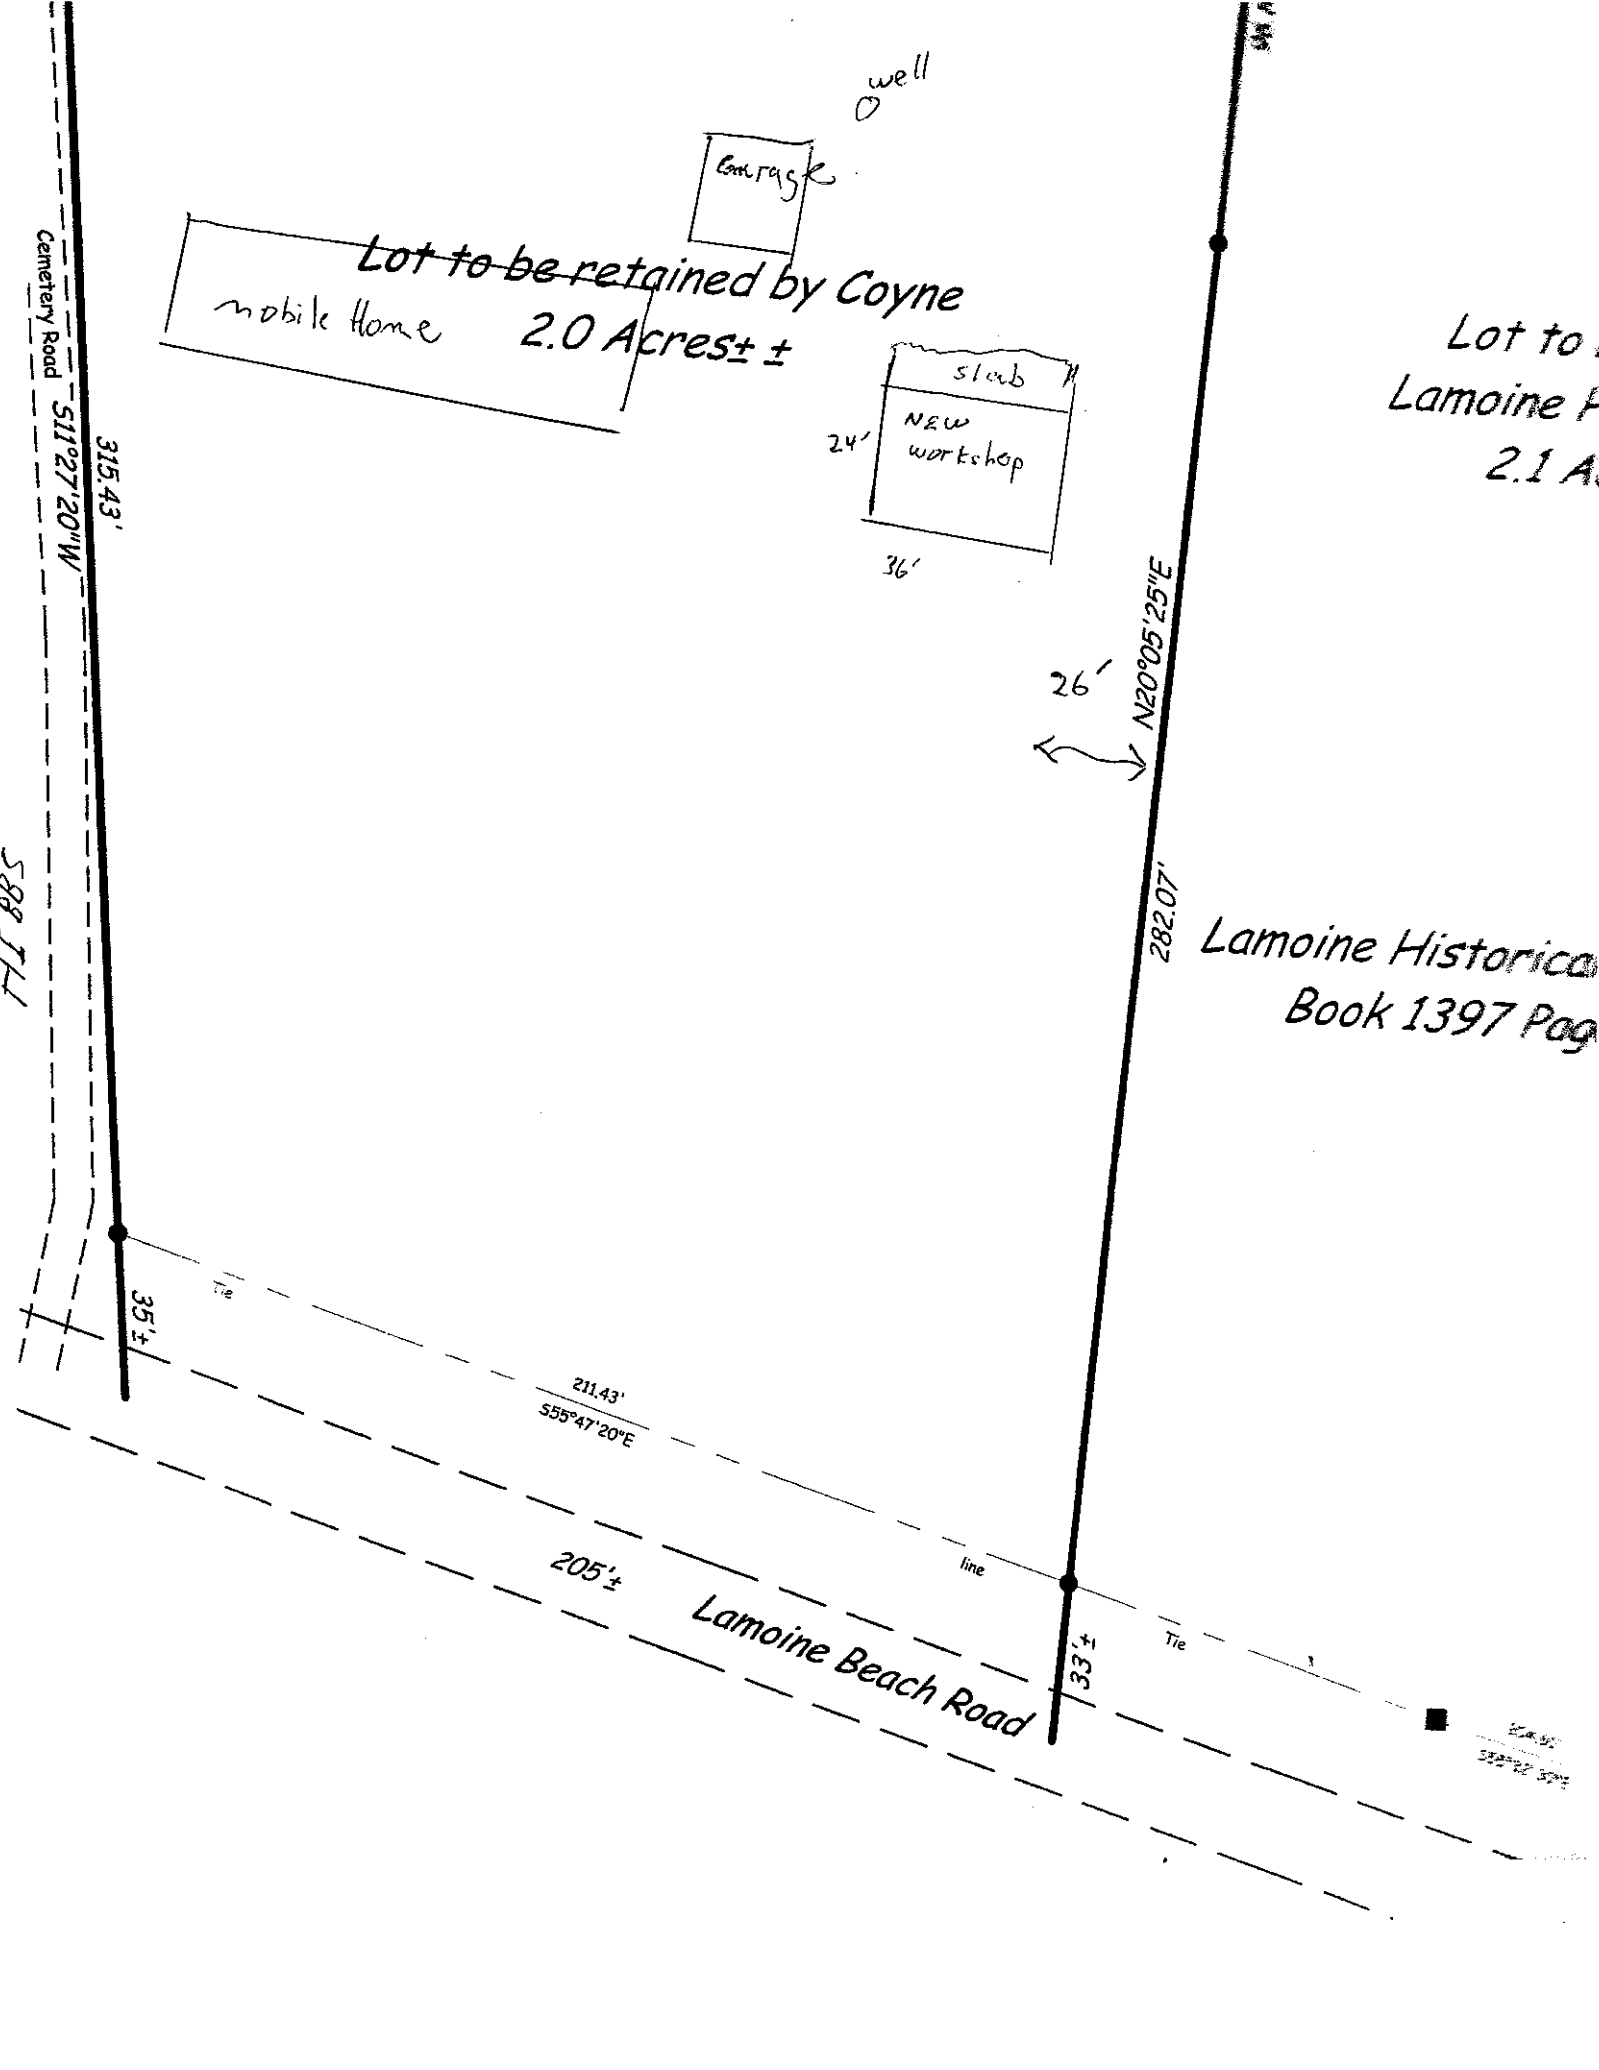 well
Garage
Lot to be retained by Coyne
2.0 Acres± ±
mobile Home
slab
NEW
workshop
24'
36'
Cemetery Road
S11°27'20"W
315.43'
Lot to
Lamoine
2.1
N20°05'25"E
26'
282.07'
Lamoine Historica
Book 1397 Pag
35'±
Tie
211.43'
S55°47'20"E
line
205'±
Lamoine Beach Road
33'±
Tie